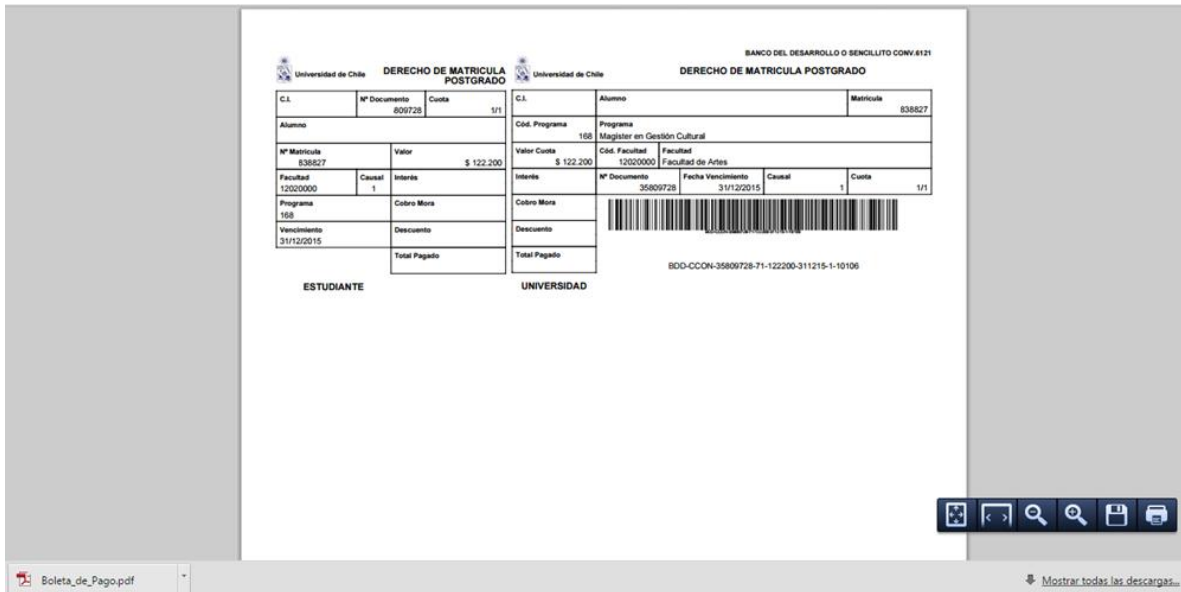 BANCO DEL DESARROLLO O SENCILLITO CONV.6121
Universidad de Chile
DERECHO DE MATRICULA
POSTGRADO
C.I. Nº Documento Cuota
809728 1/1
Alumno
Nº Matricula Valor
838827 $ 122.200
Facultad Causal Interés
12020000 1
Programa Cobro Mora
168
Vencimiento Descuento
31/12/2015
Total Pagado
ESTUDIANTE
Universidad de Chile
DERECHO DE MATRICULA POSTGRADO
C.I. Alumno Matricula
838827
Cód. Programa Programa
168 Magister en Gestión Cultural
Valor Cuota Cód. Facultad Facultad
$ 122.200 12020000 Facultad de Artes
Interés Nº Documento Fecha Vencimiento Causal Cuota
35809728 31/12/2015 1 1/1
Cobro Mora
Descuento
Total Pagado
BDD-CCON-35809728-71-122200-311215-1-10106
UNIVERSIDAD
Boleta_de_Pago.pdf
Mostrar todas las descargas...